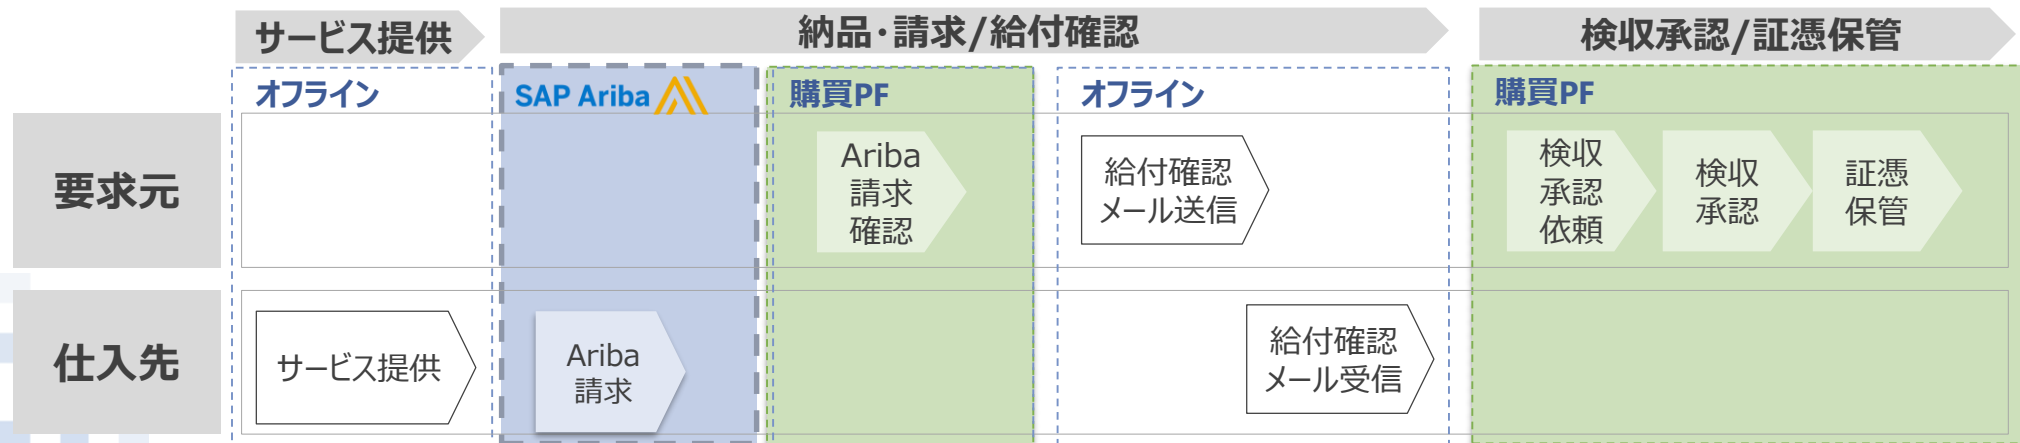 サービス提供
納品・請求/給付確認
検収承認/証憑保管
オフライン
SAP Ariba
購買PF
オフライン
購買PF
要求元
Ariba
請求
確認
給付確認
メール送信
検収
承認
依頼
検収
承認
証憑
保管
仕入先
サービス提供
Ariba
請求
給付確認
メール受信